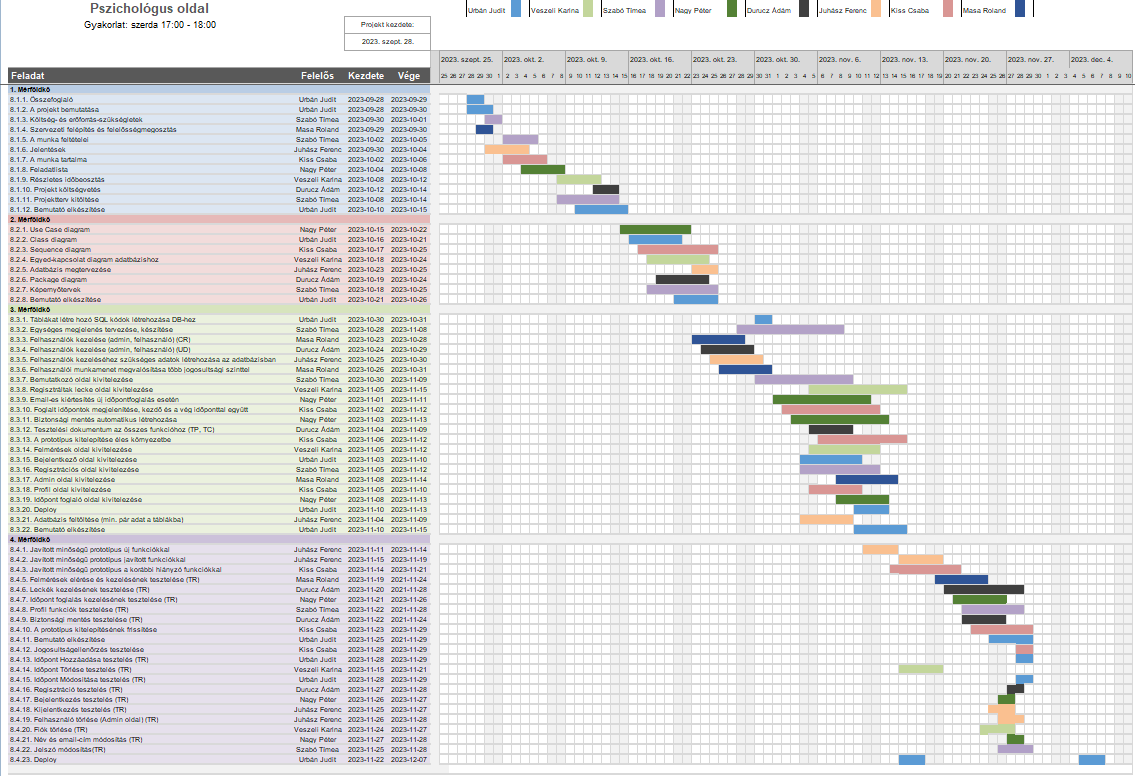 Pszichológus oldal
Gyakorlat: szerda 17:00 - 18:00
Projekt kezdete:
2023. szept. 28.
Urbán Judit Veszeli Karina Szabó Tímea Nagy Péter Durucz Ádám Juhász Ferenc Kiss Csaba Masa Roland
2023. szept. 25. 2023. okt. 2. 2023. okt. 9. 2023. okt. 16. 2023. okt. 23. 2023. okt. 30. 2023. nov. 6. 2023. nov. 13. 2023. nov. 20. 2023. nov. 27. 2023. dec. 4.
25 26 27 28 29 30 1 2 3 4 5 6 7 8 9 10 11 12 13 14 15 16 17 18 19 20 21 22 23 24 25 26 27 28 29 30 31 1 2 3 4 5 6 7 8 9 10 11 12 13 14 15 16 17 18 19 20 21 22 23 24 25 26 27 28 29 30 1 2 3 4 5 6 7 8 9 10
Feladat Felelős Kezdete Vége
1. Mérföldkő
8.1.1. Összefoglaló Urbán Judit 2023-09-28 2023-09-29
8.1.2. A projekt bemutatása Urbán Judit 2023-09-28 2023-09-30
8.1.3. Költség- és erőforrás-szükségletek Szabó Tímea 2023-09-30 2023-10-01
8.1.4. Szervezeti felépítés és felelősségmegosztás Masa Roland 2023-09-29 2023-09-30
8.1.5. A munka feltételei Szabó Tímea 2023-10-02 2023-10-05
8.1.6. Jelentések Juhász Ferenc 2023-09-30 2023-10-04
8.1.7. A munka tartalma Kiss Csaba 2023-10-02 2023-10-06
8.1.8. Feladatlista Nagy Péter 2023-10-04 2023-10-08
8.1.9. Részletes időbeosztás Veszeli Karina 2023-10-08 2023-10-12
8.1.10. Projekt költségvetés Durucz Ádám 2023-10-12 2023-10-14
8.1.11. Projektterv kitöltése Szabó Tímea 2023-10-08 2023-10-14
8.1.12. Bemutató elkészítése Urbán Judit 2023-10-10 2023-10-15
2. Mérföldkő
8.2.1. Use Case diagram Nagy Péter 2023-10-15 2023-10-22
8.2.2. Class diagram Urbán Judit 2023-10-16 2023-10-21
8.2.3. Sequence diagram Kiss Csaba 2023-10-17 2023-10-25
8.2.4. Egyed-kapcsolat diagram adatbázishoz Veszeli Karina 2023-10-18 2023-10-24
8.2.5. Adatbázis megtervezése Juhász Ferenc 2023-10-23 2023-10-25
8.2.6. Package diagram Durucz Ádám 2023-10-19 2023-10-24
8.2.7. Képernyőtervek Szabó Tímea 2023-10-18 2023-10-25
8.2.8. Bemutató elkészítése Urbán Judit 2023-10-21 2023-10-26
3. Mérföldkő
8.3.1. Táblákat létre hozó SQL kódok létrehozása DB-hez Urbán Judit 2023-10-30 2023-10-31
8.3.2. Egységes megjelenés tervezése, készítése Szabó Tímea 2023-10-28 2023-11-08
8.3.3. Felhasználók kezelése (admin, felhasználó) (CR) Masa Roland 2023-10-23 2023-10-28
8.3.4. Felhasználók kezelése (admin, felhasználó) (UD) Durucz Ádám 2023-10-24 2023-10-29
8.3.5. Felhasználók kezeléséhez szükséges adatok létrehozása az adatbázisban Juhász Ferenc 2023-10-25 2023-10-30
8.3.6. Felhasználói munkamenet megvalósítása több jogosultsági szinttel Masa Roland 2023-10-26 2023-10-31
8.3.7. Bemutatkozó oldal kivitelezése Szabó Tímea 2023-10-30 2023-11-09
8.3.8. Regisztráltak lecke oldal kivitelezése Veszeli Karina 2023-11-05 2023-11-15
8.3.9. Email-es kiértesítés új időpontfoglalás esetén Nagy Péter 2023-11-01 2023-11-11
8.3.10. Foglalt időpontok megjelenítése, kezdő és a vég időponttal együtt Kiss Csaba 2023-11-02 2023-11-12
8.3.11. Biztonsági mentés automatikus létrehozása Nagy Péter 2023-11-03 2023-11-13
8.3.12. Tesztelési dokumentum az összes funkcióhoz (TP, TC) Durucz Ádám 2023-11-04 2023-11-09
8.3.13. A prototípus kitelepítése éles környezetbe Kiss Csaba 2023-11-06 2023-11-12
8.3.14. Felmérések oldal kivitelezése Veszeli Karina 2023-11-05 2023-11-12
8.3.15. Bejelentkező oldal kivitelezése Urbán Judit 2023-11-03 2023-11-10
8.3.16. Regisztrációs oldal kivitelezése Szabó Tímea 2023-11-05 2023-11-12
8.3.17. Admin oldal kivitelezése Masa Roland 2023-11-08 2023-11-14
8.3.18. Profil oldal kivitelezése Kiss Csaba 2023-11-05 2023-11-10
8.3.19. Időpont foglaló oldal kivitelezése Nagy Péter 2023-11-08 2023-11-13
8.3.20. Deploy Urbán Judit 2023-11-10 2023-11-13
8.3.21. Adatbázis feltöltése (min. pár adat a táblákba) Juhász Ferenc 2023-11-04 2023-11-09
8.3.22. Bemutató elkészítése Urbán Judit 2023-11-10 2023-11-15
4. Mérföldkő
8.4.1. Javított minőségű prototípus új funkciókkal Juhász Ferenc 2023-11-11 2023-11-14
8.4.2. Javított minőségű prototípus javított funkciókkal Juhász Ferenc 2023-11-15 2023-11-19
8.4.3. Javított minőségű prototípus a korábbi hiányzó funkciókkal Kiss Csaba 2023-11-14 2023-11-21
8.4.5. Felmérések elérése és kezelésének tesztelése (TR) Masa Roland 2023-11-19 2021-11-24
8.4.6. Leckék kezelésének tesztelése (TR) Durucz Ádám 2023-11-20 2021-11-28
8.4.7. Időpont foglalás kezelésének tesztelése (TR) Nagy Péter 2023-11-21 2021-11-26
8.4.8. Profil funkciók tesztelése (TR) Szabó Tímea 2023-11-22 2021-11-28
8.4.9. Biztonsági mentés tesztelése (TR) Durucz Ádám 2023-11-22 2021-11-24
8.4.10. A prototípus kitelepítésének frissítése Kiss Csaba 2023-11-23 2021-11-29
8.4.11. Bemutató elkészítése Urbán Judit 2023-11-25 2021-11-29
8.4.12. Jogosultságellenőrzés tesztelése Kiss Csaba 2023-11-28 2023-11-29
8.4.13. Időpont Hozzáadása tesztelés (TR) Urbán Judit 2023-11-28 2023-11-29
8.4.14. Időpont Törlése tesztelés (TR) Veszeli Karina 2023-11-15 2023-11-21
8.4.15. Időpont Módosítása tesztelés (TR) Urbán Judit 2023-11-28 2023-11-29
8.4.16. Regisztráció tesztelés (TR) Durucz Ádám 2023-11-27 2023-11-28
8.4.17. Bejelentkezés tesztelés (TR) Nagy Péter 2023-11-26 2023-11-27
8.4.18. Kijelentkezés tesztelés (TR) Juhász Ferenc 2023-11-25 2023-11-27
8.4.19. Felhasználó törlése (Admin oldal) (TR) Juhász Ferenc 2023-11-26 2023-11-28
8.4.20. Fiók törlése (TR) Veszeli Karina 2023-11-24 2023-11-27
8.4.21. Név és email-cím módosítás (TR) Nagy Péter 2023-11-27 2023-11-28
8.4.22. Jelszó módosítás(TR) Szabó Tímea 2023-11-25 2023-11-28
8.4.23. Deploy Urbán Judit 2023-11-22 2023-12-07